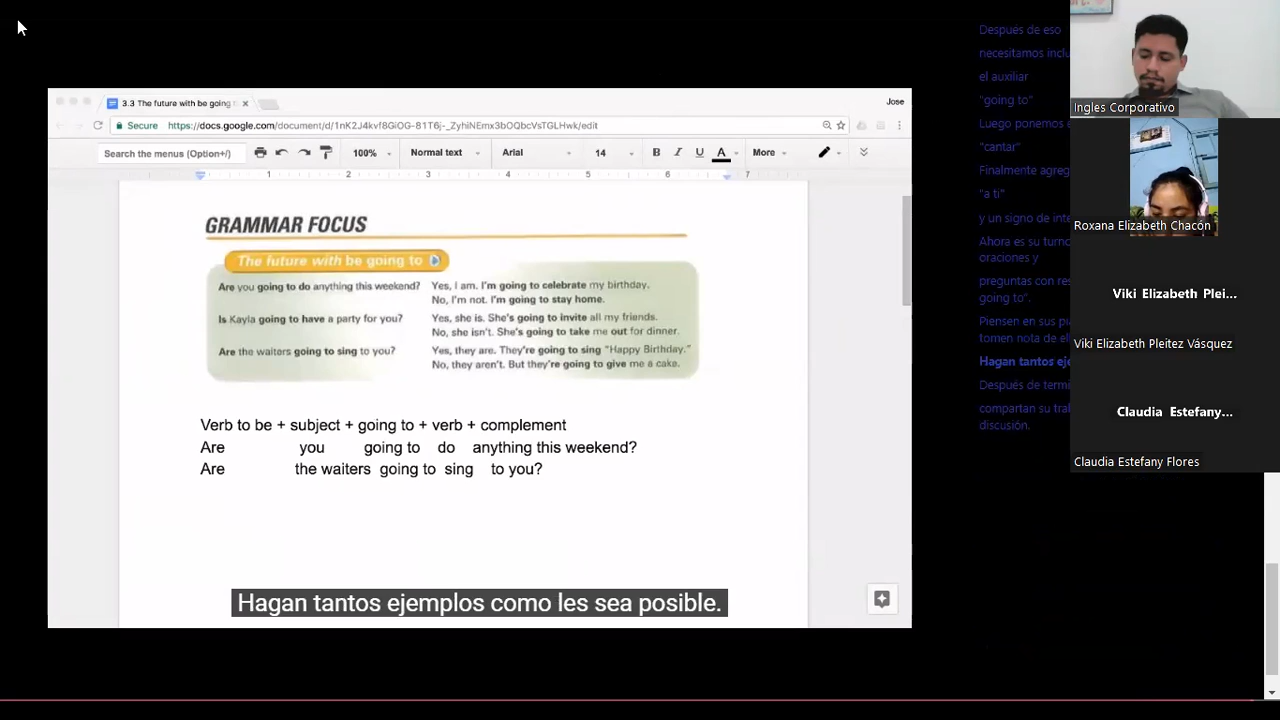 3.3 The future with be going to
Jose
Secure
https://docs.google.com/document/d/1nK2J4kvf8GiOG-81T6j-_ZyhiNEmx3bOQbcVsTGLHwk/edit
Search the menus (Option+/)
100%
Normal text
Arial
14
B I U A
More
1 2 3 4 5 6 7
GRAMMAR FOCUS
The future with be going to
Are you going to do anything this weekend?
Yes, I am. I'm going to celebrate my birthday.
No, I'm not. I'm going to stay home.
Is Kayla going to have a party for you?
Yes, she is. She's going to invite all my friends.
No, she isn't. She's going to take me out for dinner.
Are the waiters going to sing to you?
Yes, they are. They're going to sing "Happy Birthday."
No, they aren't. But they're going to give me a cake.
Verb to be + subject + going to + verb + complement
Are you going to do anything this weekend?
Are the waiters going to sing to you?
Hagan tantos ejemplos como les sea posible.
Después de eso
necesitamos
el auxiliar
"going to"
Luego ponemos
"cantar"
Finalmente
"a ti"
y un signo de
Ahora es su turno
oraciones y
preguntas con
going to".
Piensen en sus
tomen nota de
Hagan tantos
Después de
compartan su
discusión.
Ingles Corporativo
Roxana Elizabeth Chacón
Viki Elizabeth Plei...
Viki Elizabeth Pleitez Vásquez
Claudia Estefany...
Claudia Estefany Flores